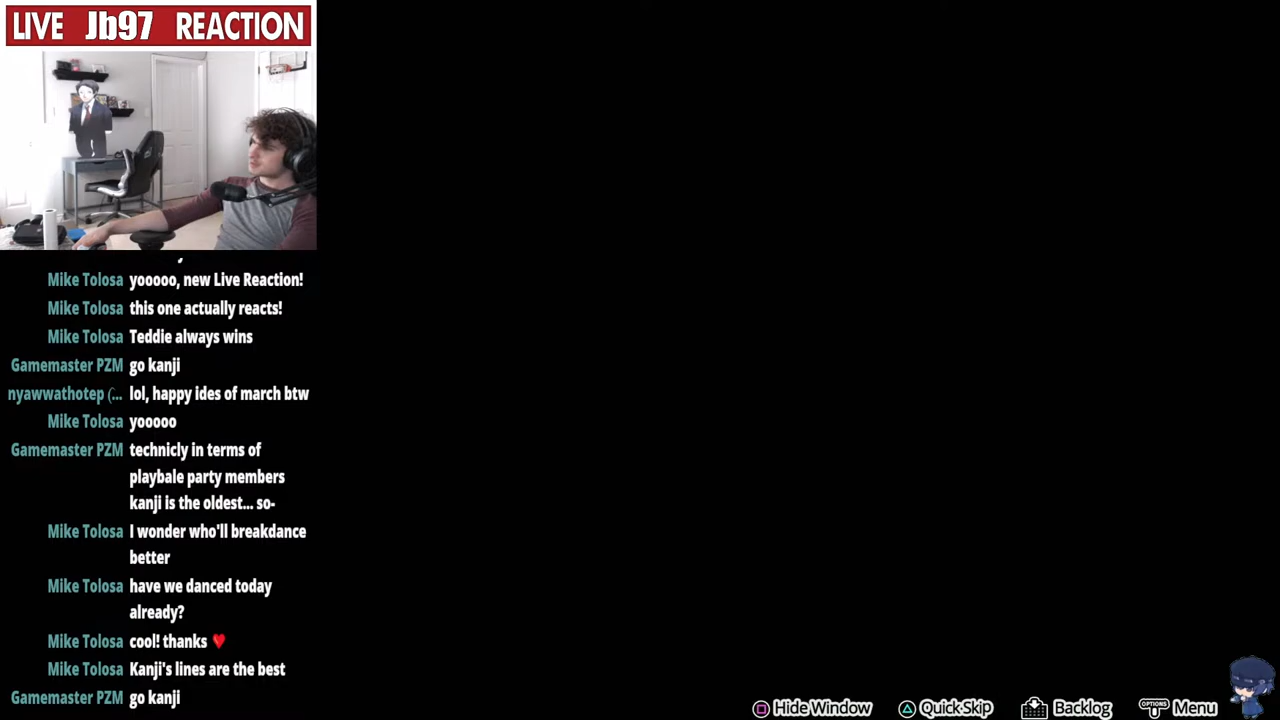 LIVE Jb97 REACTION
Mike Tolosa yooooo, new Live Reaction!
Mike Tolosa this one actually reacts!
Mike Tolosa Teddie always wins
Gamemaster PZM go kanji
nyawwathotep (... lol, happy ides of march btw
Mike Tolosa yooooo
Gamemaster PZM technicly in terms of
playbale party members
kanji is the oldest... so-
Mike Tolosa I wonder who'll breakdance
better
Mike Tolosa have we danced today
already?
Mike Tolosa cool! thanks ♥
Mike Tolosa Kanji's lines are the best
Gamemaster PZM go kanji
Hide Window Quick Skip Backlog OPTIONS Menu